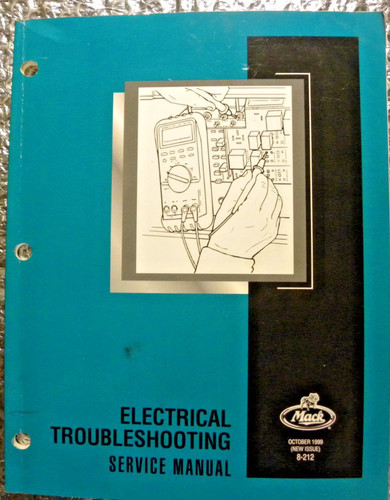 ELECTRICAL
TROUBLESHOOTING
SERVICE MANUAL
Mack
OCTOBER 1999
(NEW ISSUE)
8-212